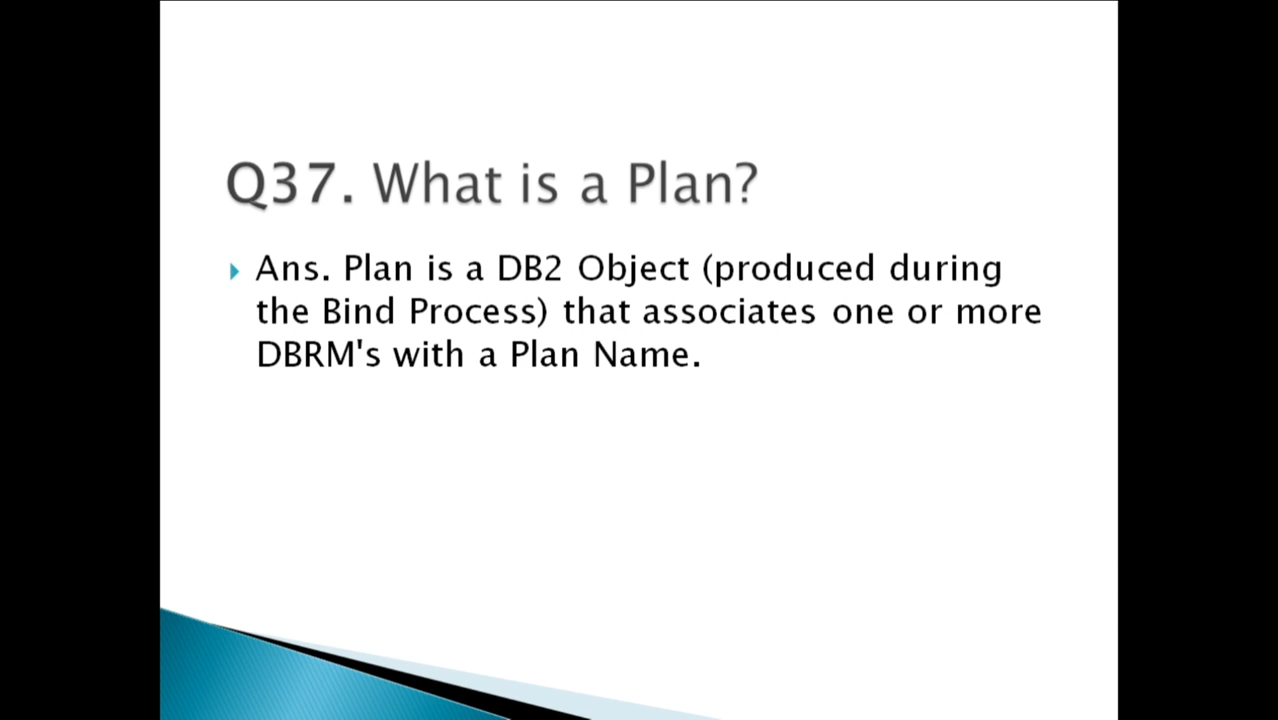 Q37. What is a Plan?
Ans. Plan is a DB2 Object (produced during
the Bind Process) that associates one or more
DBRM's with a Plan Name.